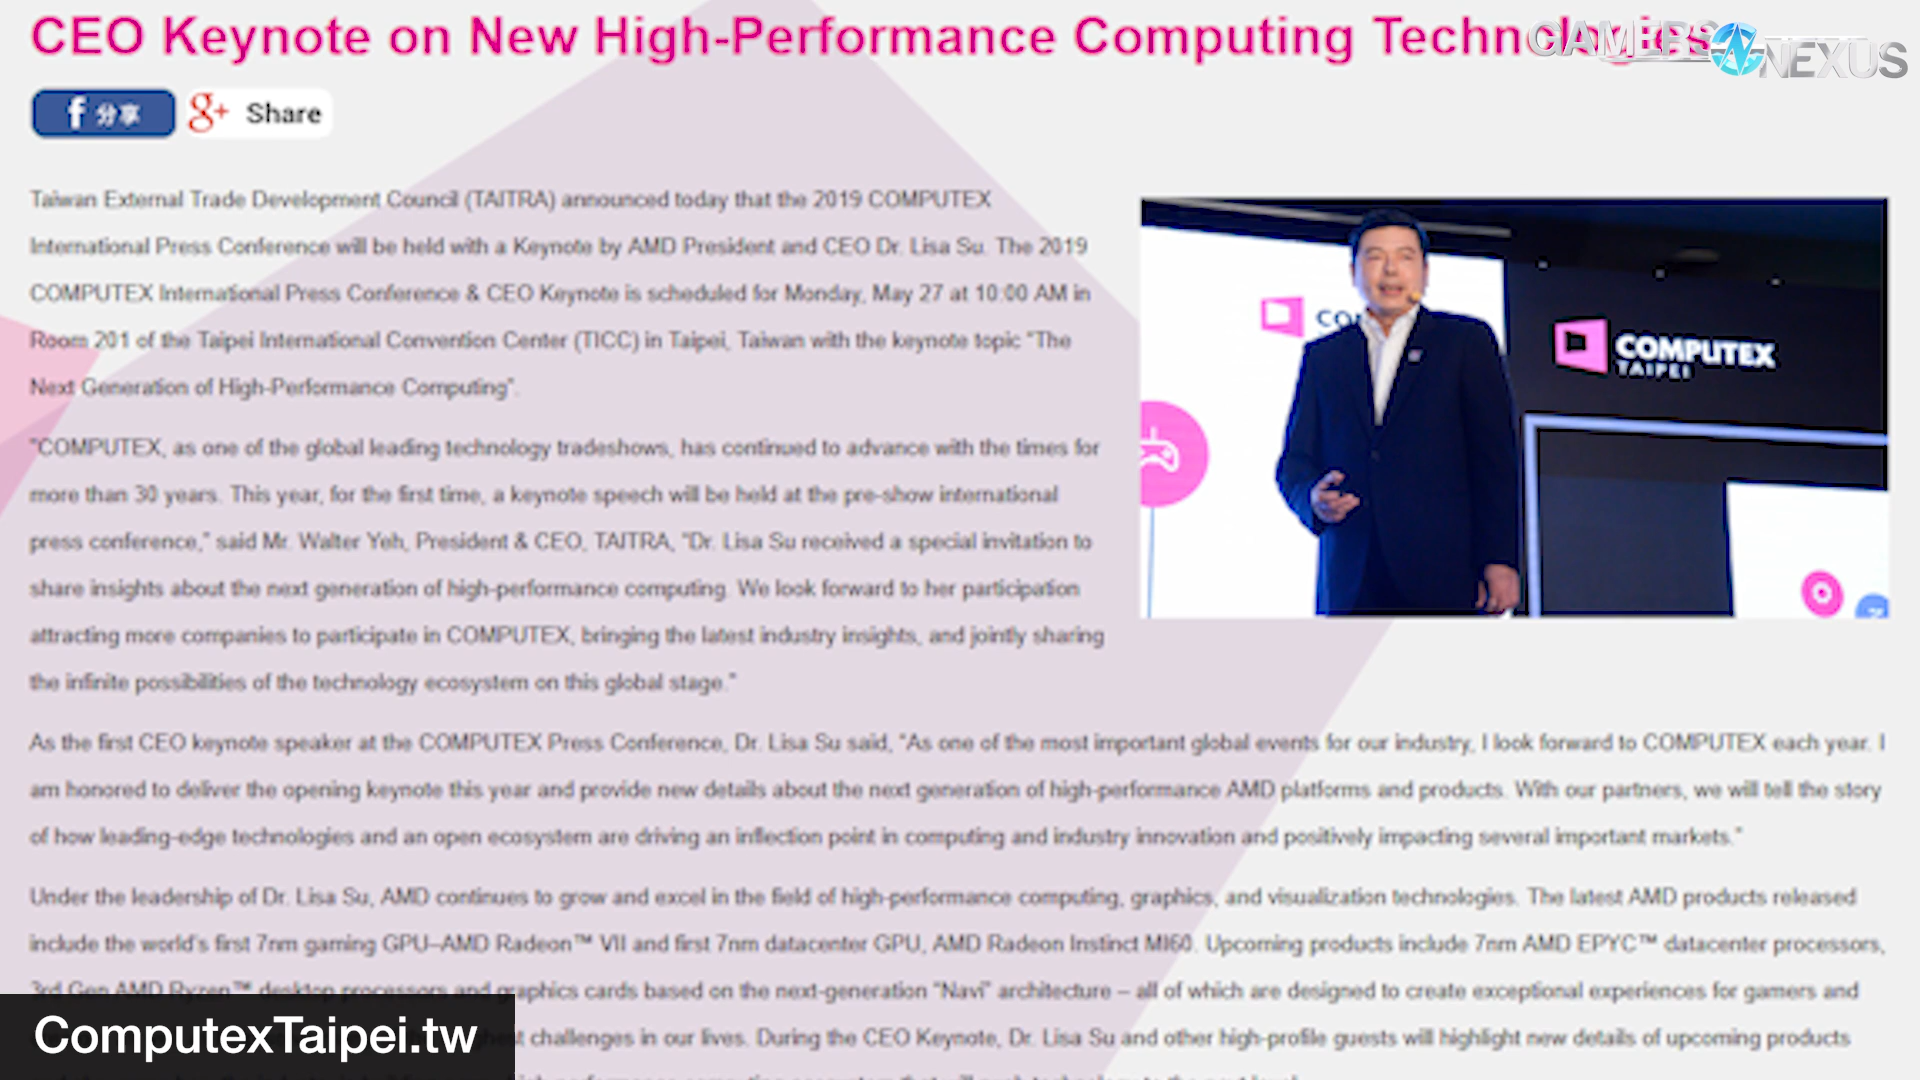 CEO Keynote on New High-Performance Computing Technologies
GAMERS NEXUS
f 分享
g+ Share
Taiwan External Trade Development Council (TAITRA) announced today that the 2019 COMPUTEX
International Press Conference will be held with a Keynote by AMD President and CEO Dr. Lisa Su. The 2019
COMPUTEX International Press Conference & CEO Keynote is scheduled for Monday, May 27 at 10:00 AM in
Room 201 of the Taipei International Convention Center (TICC) in Taipei, Taiwan with the keynote topic "The
Next Generation of High-Performance Computing".
CO
COMPUTEX
TAIPEI
"COMPUTEX, as one of the global leading technology tradeshows, has continued to advance with the times for
more than 30 years. This year, for the first time, a keynote speech will be held at the pre-show international
press conference," said Mr. Walter Yeh, President & CEO, TAITRA, "Dr. Lisa Su received a special invitation to
share insights about the next generation of high-performance computing. We look forward to her participation
attracting more companies to participate in COMPUTEX, bringing the latest industry insights, and jointly sharing
the infinite possibilities of the technology ecosystem on this global stage."
As the first CEO keynote speaker at the COMPUTEX Press Conference, Dr. Lisa Su said, "As one of the most important global events for our industry, I look forward to COMPUTEX each year. I
am honored to deliver the opening keynote this year and provide new details about the next generation of high-performance AMD platforms and products. With our partners, we will tell the story
of how leading-edge technologies and an open ecosystem are driving an inflection point in computing and industry innovation and positively impacting several important markets."
Under the leadership of Dr. Lisa Su, AMD continues to grow and excel in the field of high-performance computing, graphics, and visualization technologies. The latest AMD products released
include the world's first 7nm gaming GPU–AMD Radeon™ VII and first 7nm datacenter GPU, AMD Radeon Instinct MI60. Upcoming products include 7nm AMD EPYC™ datacenter processors,
3rd Gen AMD Ryzen™ desktop processors and graphics cards based on the next-generation "Navi" architecture – all of which are designed to create exceptional experiences for gamers and
challenges in our lives. During the CEO Keynote, Dr. Lisa Su and other high-profile guests will highlight new details of upcoming products
ComputexTaipei.tw